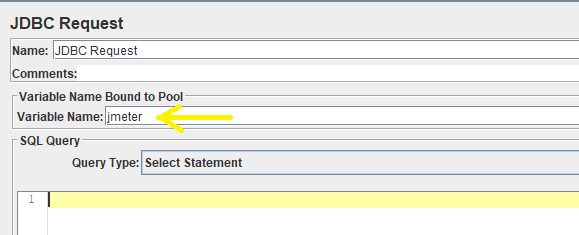 JDBC Request
Name: JDBC Request
Comments:
Variable Name Bound to Pool
Variable Name: jmeter
SQL Query
Query Type: Select Statement
1